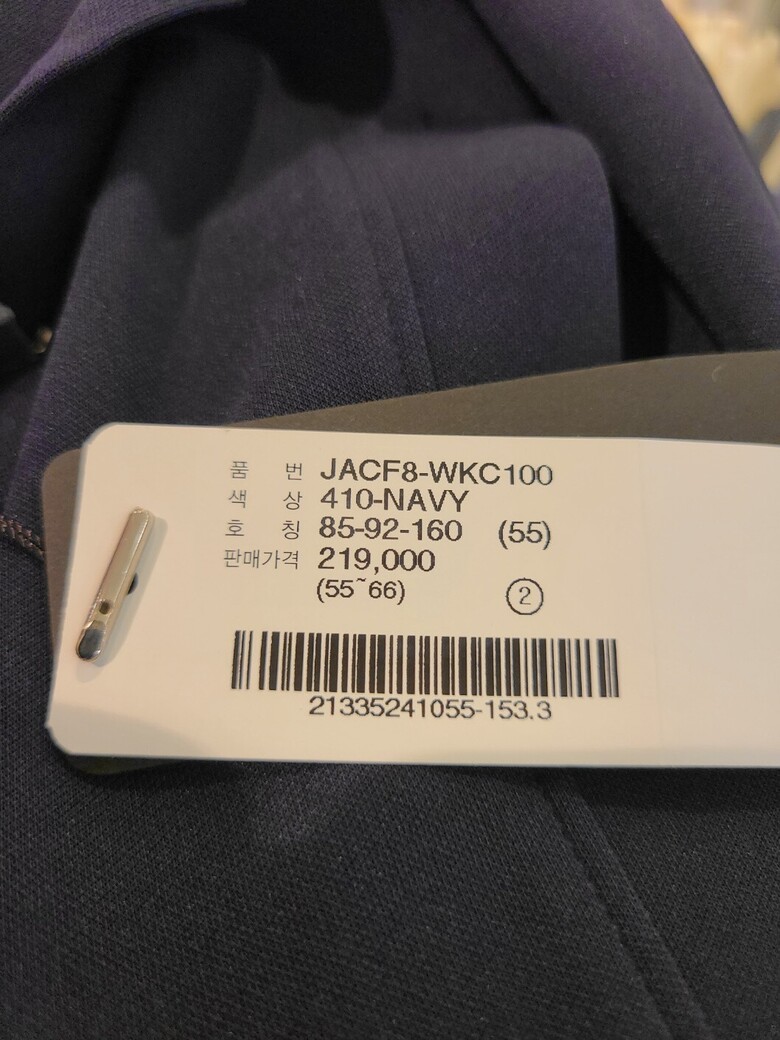 품 번 JACF8-WKC100
색 상 410-NAVY
호 칭 85-92-160 (55)
판매가격 219,000
(55~66) ②
21335241055-153.3